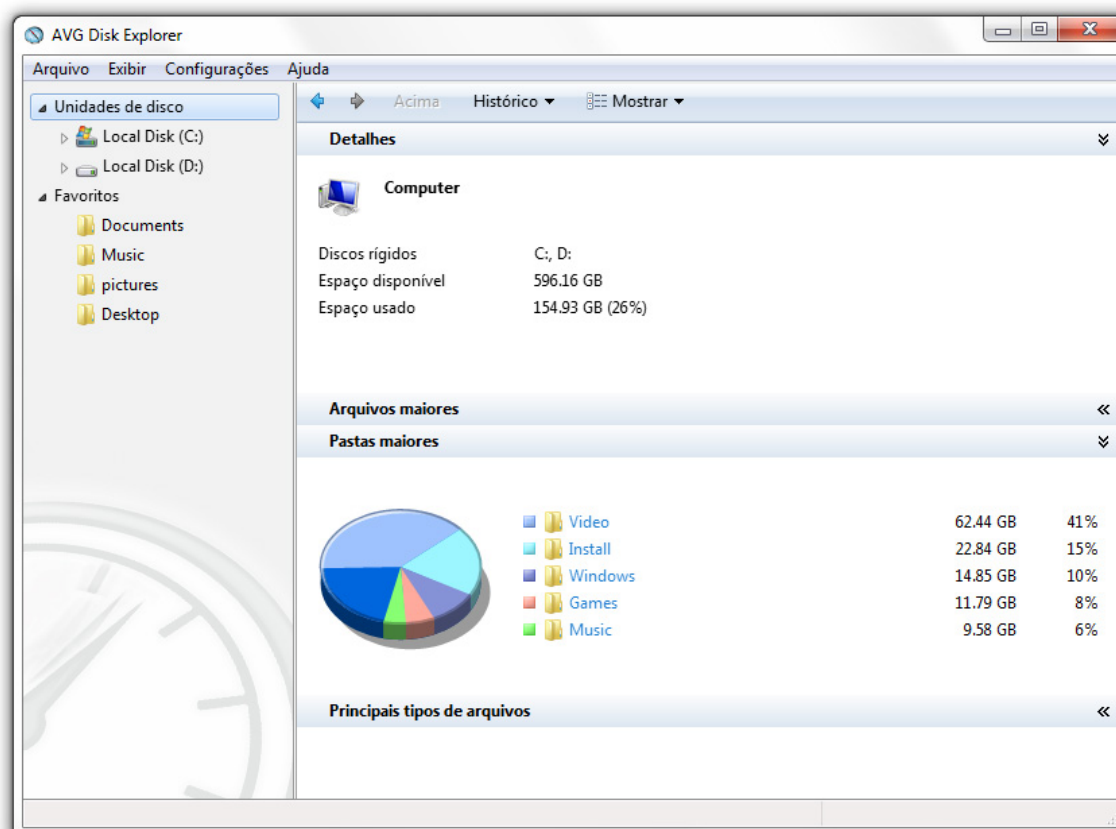 AVG Disk Explorer
Arquivo Exibir Configurações Ajuda
Unidades de disco
Local Disk (C:)
Local Disk (D:)
Favoritos
Documents
Music
pictures
Desktop
Acima Histórico Mostrar
Detalhes
Computer
Discos rígidos C:, D:
Espaço disponível 596.16 GB
Espaço usado 154.93 GB (26%)
Arquivos maiores
Pastas maiores
Video 62.44 GB 41%
Install 22.84 GB 15%
Windows 14.85 GB 10%
Games 11.79 GB 8%
Music 9.58 GB 6%
Principais tipos de arquivos